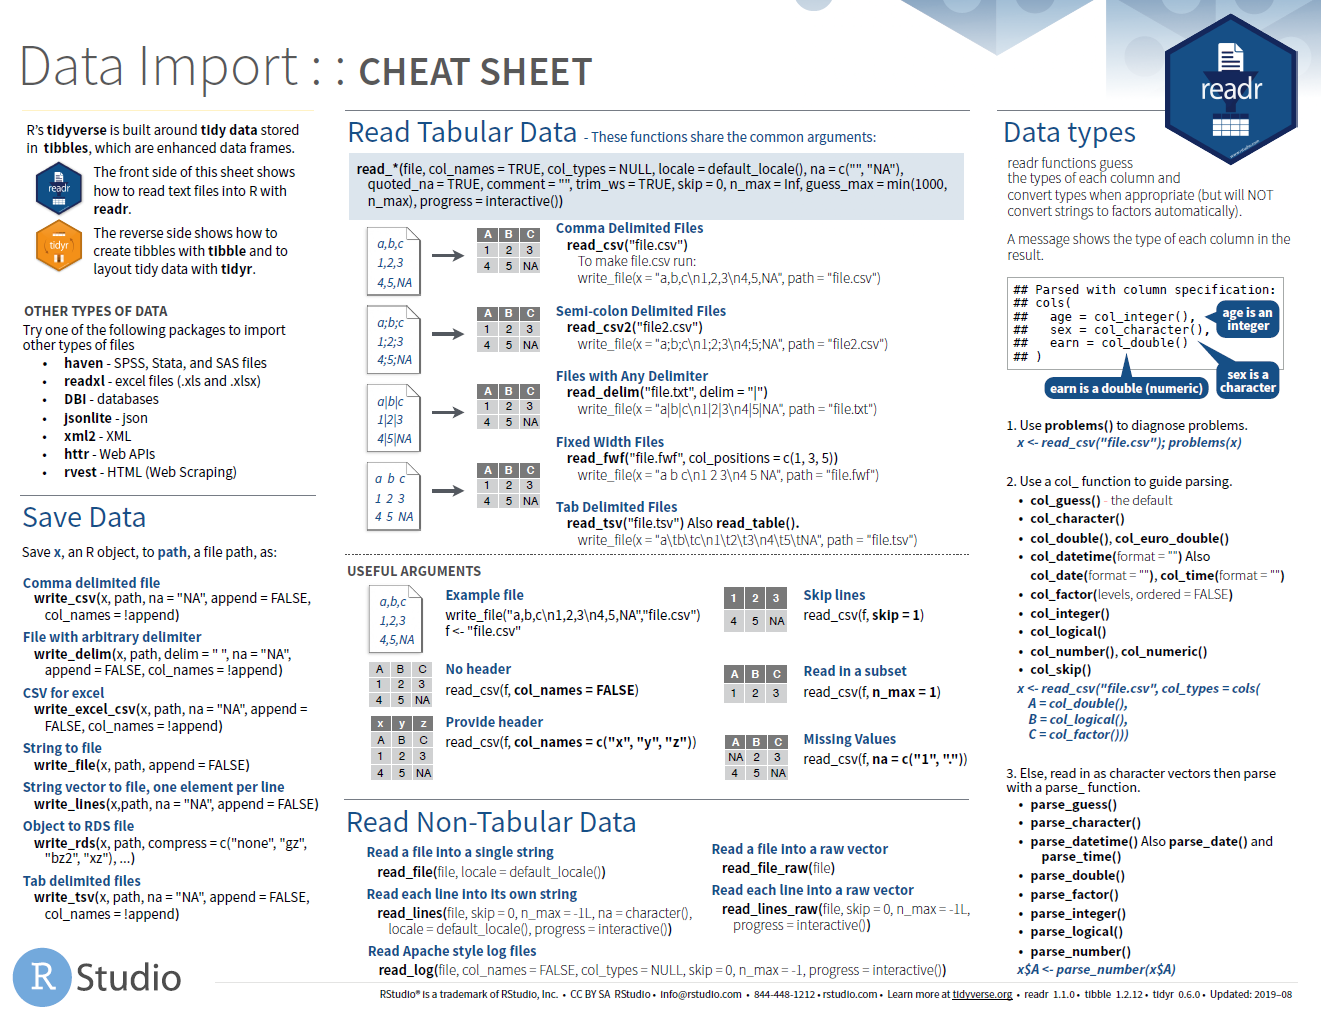 Data Import : : CHEAT SHEET
readr
www.rstudio.com
R's tidyverse is built around tidy data stored
in tibbles, which are enhanced data frames.
readr
The front side of this sheet shows
how to read text files into R with
readr.
tidyr
The reverse side shows how to
create tibbles with tibble and to
layout tidy data with tidyr.
OTHER TYPES OF DATA
Try one of the following packages to import
other types of files
• haven - SPSS, Stata, and SAS files
• readxl - excel files (.xls and .xlsx)
• DBI - databases
• jsonlite - json
• xml2 - XML
• httr - Web APIs
• rvest - HTML (Web Scraping)
Save Data
Save x, an R object, to path, a file path, as:
Comma delimited file
write_csv(x, path, na = "NA", append = FALSE,
col_names = !append)
File with arbitrary delimiter
write_delim(x, path, delim = " ", na = "NA",
append = FALSE, col_names = !append)
CSV for excel
write_excel_csv(x, path, na = "NA", append =
FALSE, col_names = !append)
String to file
write_file(x, path, append = FALSE)
String vector to file, one element per line
write_lines(x,path, na = "NA", append = FALSE)
Object to RDS file
write_rds(x, path, compress = c("none", "gz",
"bz2", "xz"), ...)
Tab delimited files
write_tsv(x, path, na = "NA", append = FALSE,
col_names = !append)
Read Tabular Data - These functions share the common arguments:
read_*(file, col_names = TRUE, col_types = NULL, locale = default_locale(), na = c("", "NA"),
quoted_na = TRUE, comment = "", trim_ws = TRUE, skip = 0, n_max = Inf, guess_max = min(1000,
n_max), progress = interactive())
a,b,c
1,2,3
4,5,NA
A B C
1 2 3
4 5 NA
Comma Delimited Files
read_csv("file.csv")
To make file.csv run:
write_file(x = "a,b,c\n1,2,3\n4,5,NA", path = "file.csv")
a;b;c
1;2;3
4;5;NA
A B C
1 2 3
4 5 NA
Semi-colon Delimited Files
read_csv2("file2.csv")
write_file(x = "a;b;c\n1;2;3\n4;5;NA", path = "file2.csv")
a|b|c
1|2|3
4|5|NA
A B C
1 2 3
4 5 NA
Files with Any Delimiter
read_delim("file.txt", delim = "|")
write_file(x = "a|b|c\n1|2|3\n4|5|NA", path = "file.txt")
a b c
1 2 3
4 5 NA
A B C
1 2 3
4 5 NA
Fixed Width Files
read_fwf("file.fwf", col_positions = c(1, 3, 5))
write_file(x = "a b c\n1 2 3\n4 5 NA", path = "file.fwf")
Tab Delimited Files
read_tsv("file.tsv") Also read_table().
write_file(x = "a\tb\tc\n1\t2\t3\n4\t5\tNA", path = "file.tsv")
USEFUL ARGUMENTS
a,b,c
1,2,3
4,5,NA
Example file
write_file("a,b,c\n1,2,3\n4,5,NA","file.csv")
f <- "file.csv"
A B C
1 2 3
4 5 NA
No header
read_csv(f, col_names = FALSE)
x y z
A B C
1 2 3
4 5 NA
Provide header
read_csv(f, col_names = c("x", "y", "z"))
1 2 3
4 5 NA
Skip lines
read_csv(f, skip = 1)
A B C
1 2 3
Read in a subset
read_csv(f, n_max = 1)
A B C
NA 2 3
4 5 NA
Missing Values
read_csv(f, na = c("1", "."))
Read Non-Tabular Data
Read a file into a single string
read_file(file, locale = default_locale())
Read each line into its own string
read_lines(file, skip = 0, n_max = -1L, na = character(),
locale = default_locale(), progress = interactive())
Read a file into a raw vector
read_file_raw(file)
Read each line into a raw vector
read_lines_raw(file, skip = 0, n_max = -1L,
progress = interactive())
Read Apache style log files
read_log(file, col_names = FALSE, col_types = NULL, skip = 0, n_max = -1, progress = interactive())
Data types
readr functions guess
the types of each column and
convert types when appropriate (but will NOT
convert strings to factors automatically).
A message shows the type of each column in the
result.
## Parsed with column specification:
## cols(
## age = col_integer(),
## sex = col_character(),
## earn = col_double()
## )
age is an
integer
sex is a
character
earn is a double (numeric)
1. Use problems() to diagnose problems.
x <- read_csv("file.csv"); problems(x)
2. Use a col_ function to guide parsing.
• col_guess() - the default
• col_character()
• col_double(), col_euro_double()
• col_datetime(format = "") Also
col_date(format = ""), col_time(format = "")
• col_factor(levels, ordered = FALSE)
• col_integer()
• col_logical()
• col_number(), col_numeric()
• col_skip()
x <- read_csv("file.csv", col_types = cols(
A = col_double(),
B = col_logical(),
C = col_factor()))
3. Else, read in as character vectors then parse
with a parse_ function.
• parse_guess()
• parse_character()
• parse_datetime() Also parse_date() and
parse_time()
• parse_double()
• parse_factor()
• parse_integer()
• parse_logical()
• parse_number()
x$A <- parse_number(x$A)
R Studio
RStudio® is a trademark of RStudio, Inc. • CC BY SA RStudio • info@rstudio.com • 844-448-1212 • rstudio.com • Learn more at tidyverse.org • readr 1.1.0 • tibble 1.2.12 • tidyr 0.6.0 • Updated: 2019–08